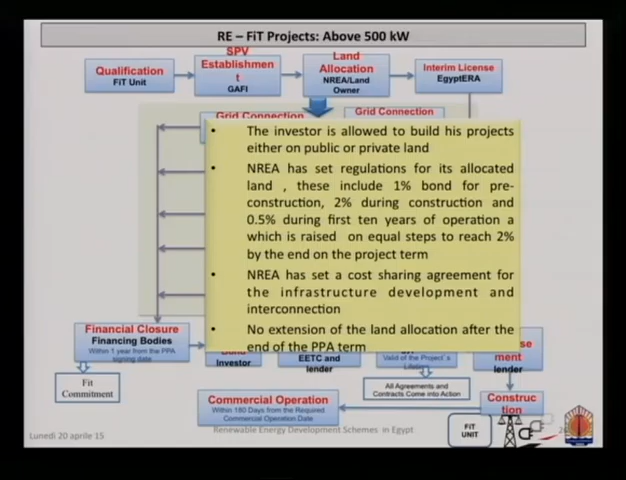 RE – FiT Projects: Above 500 kW
Qualification
FiT Unit
SPV
Establishmen
t
GAFI
Land
Allocation
NREA/Land
Owner
Interim License
EgyptERA
Grid Connection
Grid Connection
• The investor is allowed to build his projects
either on public or private land
• NREA has set regulations for its allocated
land , these include 1% bond for pre-
construction, 2% during construction and
0.5% during first ten years of operation a
which is raised on equal steps to reach 2%
by the end on the project term
• NREA has set a cost sharing agreement for
the infrastructure development and
interconnection
• No extension of the land allocation after the
end of the PPA term
Financial Closure
Financing Bodies
Within 1 year from the PPA
signing date
Fit
Commitment
Investor
EETC and
lender
Valid of the Project`s
ment
lender
All Agreements and
Contracts Come into Action
Construc
tion
Commercial Operation
Within 180 Days from the Required
Commercial Operation Date
FiT
UNIT
Lunedì 20 aprile 15
Renewable Energy Development Schemes in Egypt